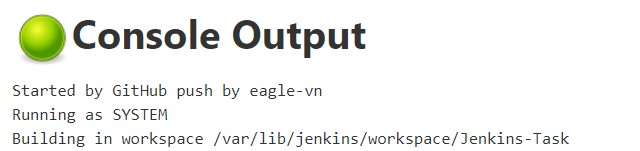 Console Output
Started by GitHub push by eagle-vn
Running as SYSTEM
Building in workspace /var/lib/jenkins/workspace/Jenkins-Task